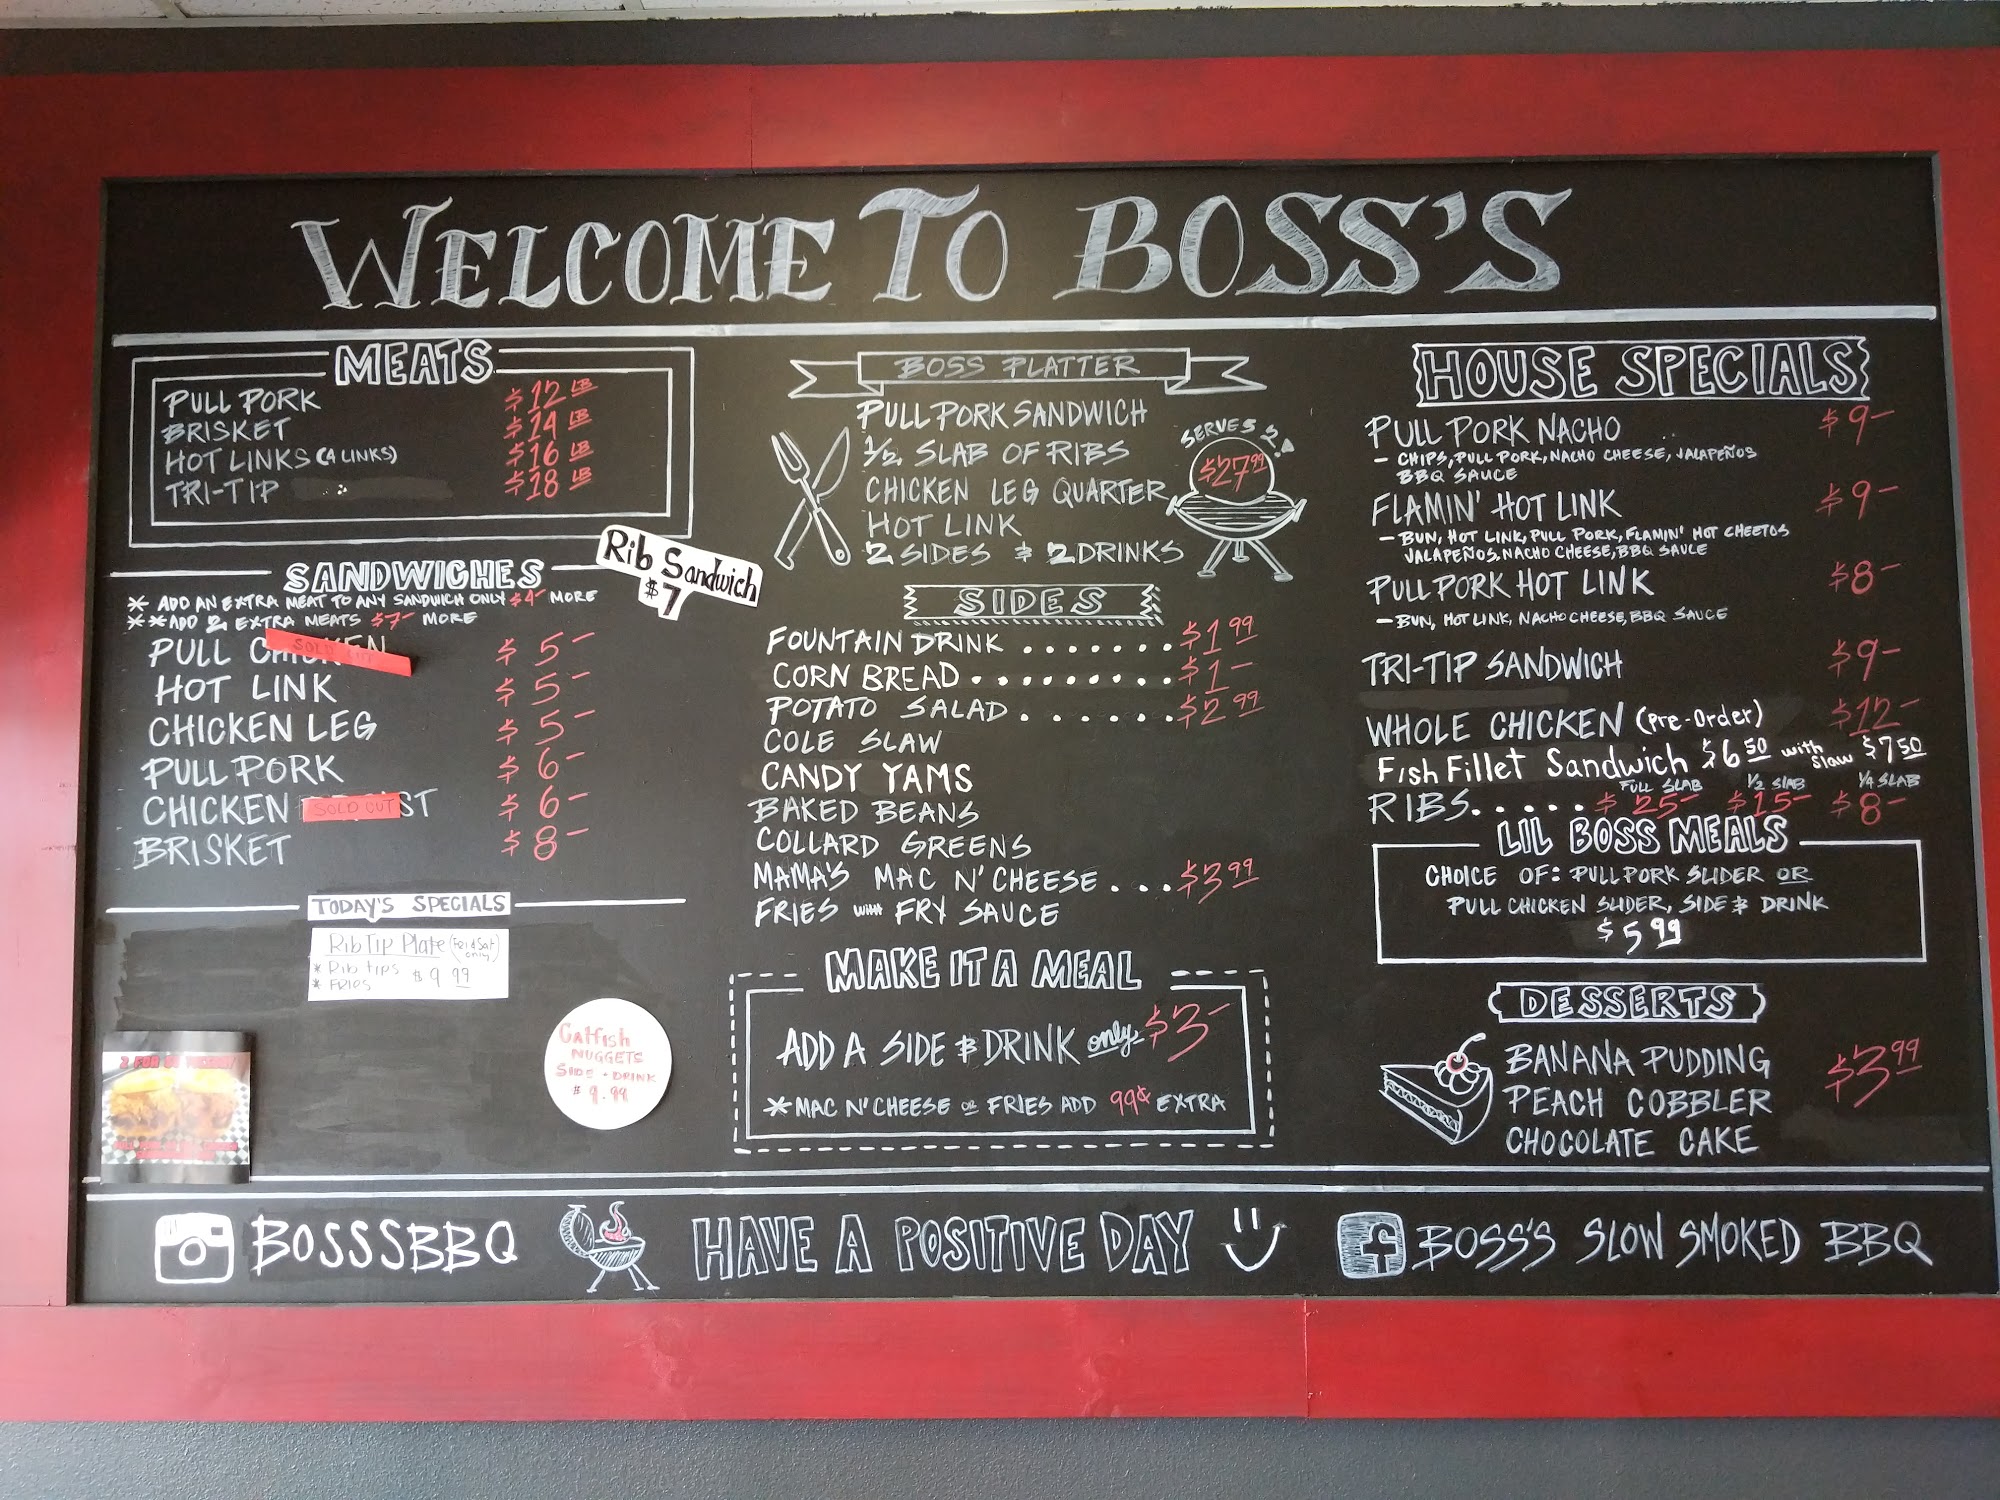 WELCOME TO BOSS'S
MEATS
PULL PORK $12 LB
BRISKET $14 LB
HOT LINKS (4 LINKS) $16 LB
TRI-TIP $18 LB
Rib Sandwich
$7
SANDWICHES
* ADD AN EXTRA MEAT TO ANY SANDWICH ONLY $4- MORE
** ADD 2 EXTRA MEATS $7- MORE
PULL CHICKEN $5-
SOLD OUT
HOT LINK $5-
CHICKEN LEG $5-
PULL PORK $6-
CHICKEN ST $6-
SOLD OUT
BRISKET $8-
TODAY'S SPECIALS
Rib Tip Plate (Fri & Sat only)
* Rib tips $9.99
* FRIES
Catfish
NUGGETS
SIDE + DRINK
$9.99
2 FOR
BOSS PLATTER
PULL PORK SANDWICH
1/2 SLAB OF RIBS
CHICKEN LEG QUARTER
HOT LINK
2 SIDES & 2 DRINKS
SERVES 2!
$27.99
SIDES
FOUNTAIN DRINK ....... $1.99
CORN BREAD ......... $1-
POTATO SALAD ...... $2.99
COLE SLAW
CANDY YAMS
BAKED BEANS
COLLARD GREENS
MAMA'S MAC N' CHEESE ... $3.99
FRIES WITH FRY SAUCE
MAKE IT A MEAL
ADD A SIDE & DRINK only $3-
* MAC N' CHEESE OR FRIES ADD 99¢ EXTRA
HOUSE SPECIALS
PULL PORK NACHO $9-
- CHIPS, PULL PORK, NACHO CHEESE, JALAPEÑOS
BBQ SAUCE
FLAMIN' HOT LINK $9-
- BUN, HOT LINK, PULL PORK, FLAMIN' HOT CHEETOS
JALAPEÑOS, NACHO CHEESE, BBQ SAUCE
PULL PORK HOT LINK $8-
- BUN, HOT LINK, NACHO CHEESE, BBQ SAUCE
TRI-TIP SANDWICH $9-
WHOLE CHICKEN (Pre-Order) $12-
Fish Fillet Sandwich $6.50 with slaw $7.50
FULL SLAB 1/2 SLAB 1/4 SLAB
RIBS..... $25- $15- $8-
LIL BOSS MEALS
CHOICE OF: PULL PORK SLIDER OR
PULL CHICKEN SLIDER, SIDE & DRINK
$5.99
DESSERTS
BANANA PUDDING
PEACH COBBLER $3.99
CHOCOLATE CAKE
BOSSSBBQ
HAVE A POSITIVE DAY
f BOSS'S SLOW SMOKED BBQ